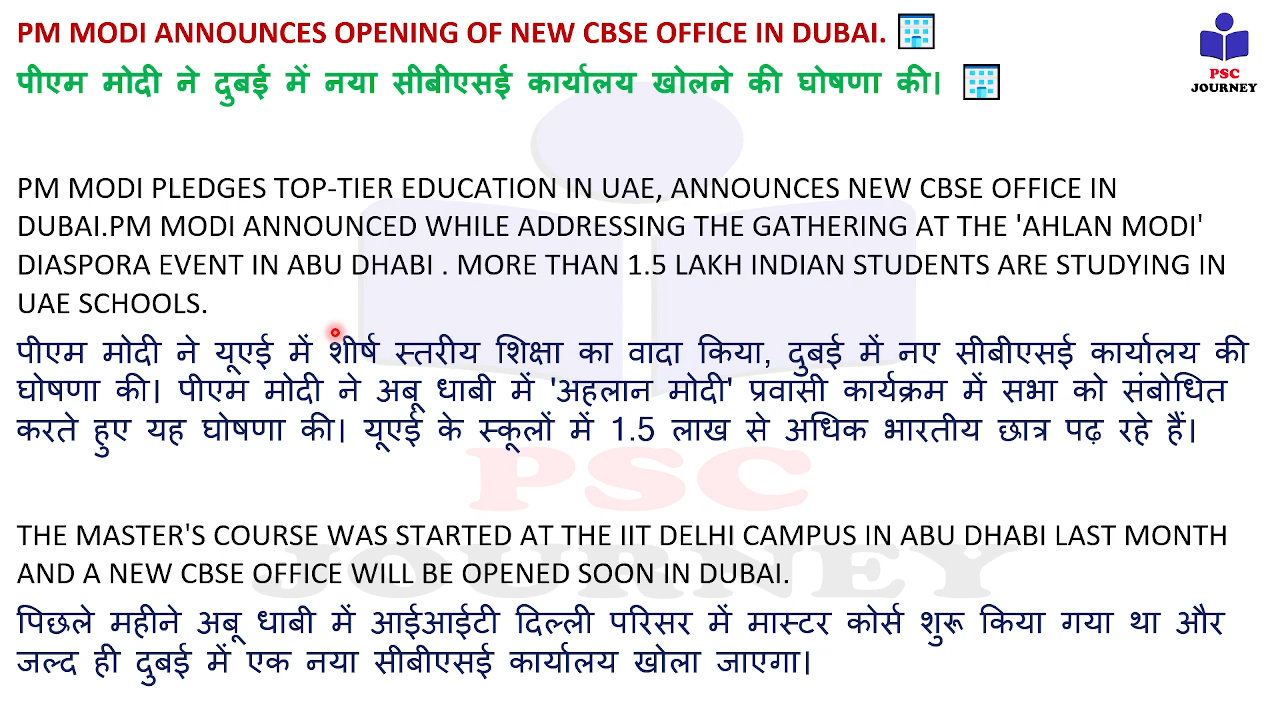 PM MODI ANNOUNCES OPENING OF NEW CBSE OFFICE IN DUBAI.
पीएम मोदी ने दुबई में नया सीबीएसई कार्यालय खोलने की घोषणा की।
PSC
JOURNEY
PM MODI PLEDGES TOP-TIER EDUCATION IN UAE, ANNOUNCES NEW CBSE OFFICE IN
DUBAI.PM MODI ANNOUNCED WHILE ADDRESSING THE GATHERING AT THE 'AHLAN MODI'
DIASPORA EVENT IN ABU DHABI . MORE THAN 1.5 LAKH INDIAN STUDENTS ARE STUDYING IN
UAE SCHOOLS.
पीएम मोदी ने यूएई में शीर्ष स्तरीय शिक्षा का वादा किया, दुबई में नए सीबीएसई कार्यालय की
घोषणा की। पीएम मोदी ने अबू धाबी में 'अहलान मोदी' प्रवासी कार्यक्रम में सभा को संबोधित
करते हुए यह घोषणा की। यूएई के स्कूलों में 1.5 लाख से अधिक भारतीय छात्र पढ़ रहे हैं।
PSC
THE MASTER'S COURSE WAS STARTED AT THE IIT DELHI CAMPUS IN ABU DHABI LAST MONTH
AND A NEW CBSE OFFICE WILL BE OPENED SOON IN DUBAI.
JOURNEY
पिछले महीने अबू धाबी में आईआईटी दिल्ली परिसर में मास्टर कोर्स शुरू किया गया था और
जल्द ही दुबई में एक नया सीबीएसई कार्यालय खोला जाएगा।